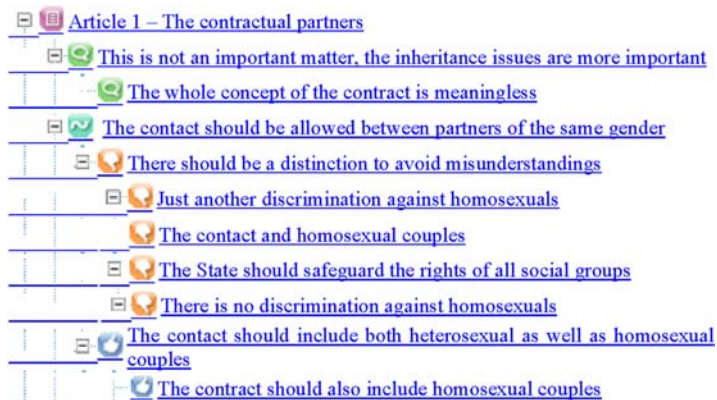 Article 1 – The contractual partners
This is not an important matter, the inheritance issues are more important
The whole concept of the contract is meaningless
The contact should be allowed between partners of the same gender
There should be a distinction to avoid misunderstandings
Just another discrimination against homosexuals
The contact and homosexual couples
The State should safeguard the rights of all social groups
There is no discrimination against homosexuals
The contact should include both heterosexual as well as homosexual
couples
The contract should also include homosexual couples